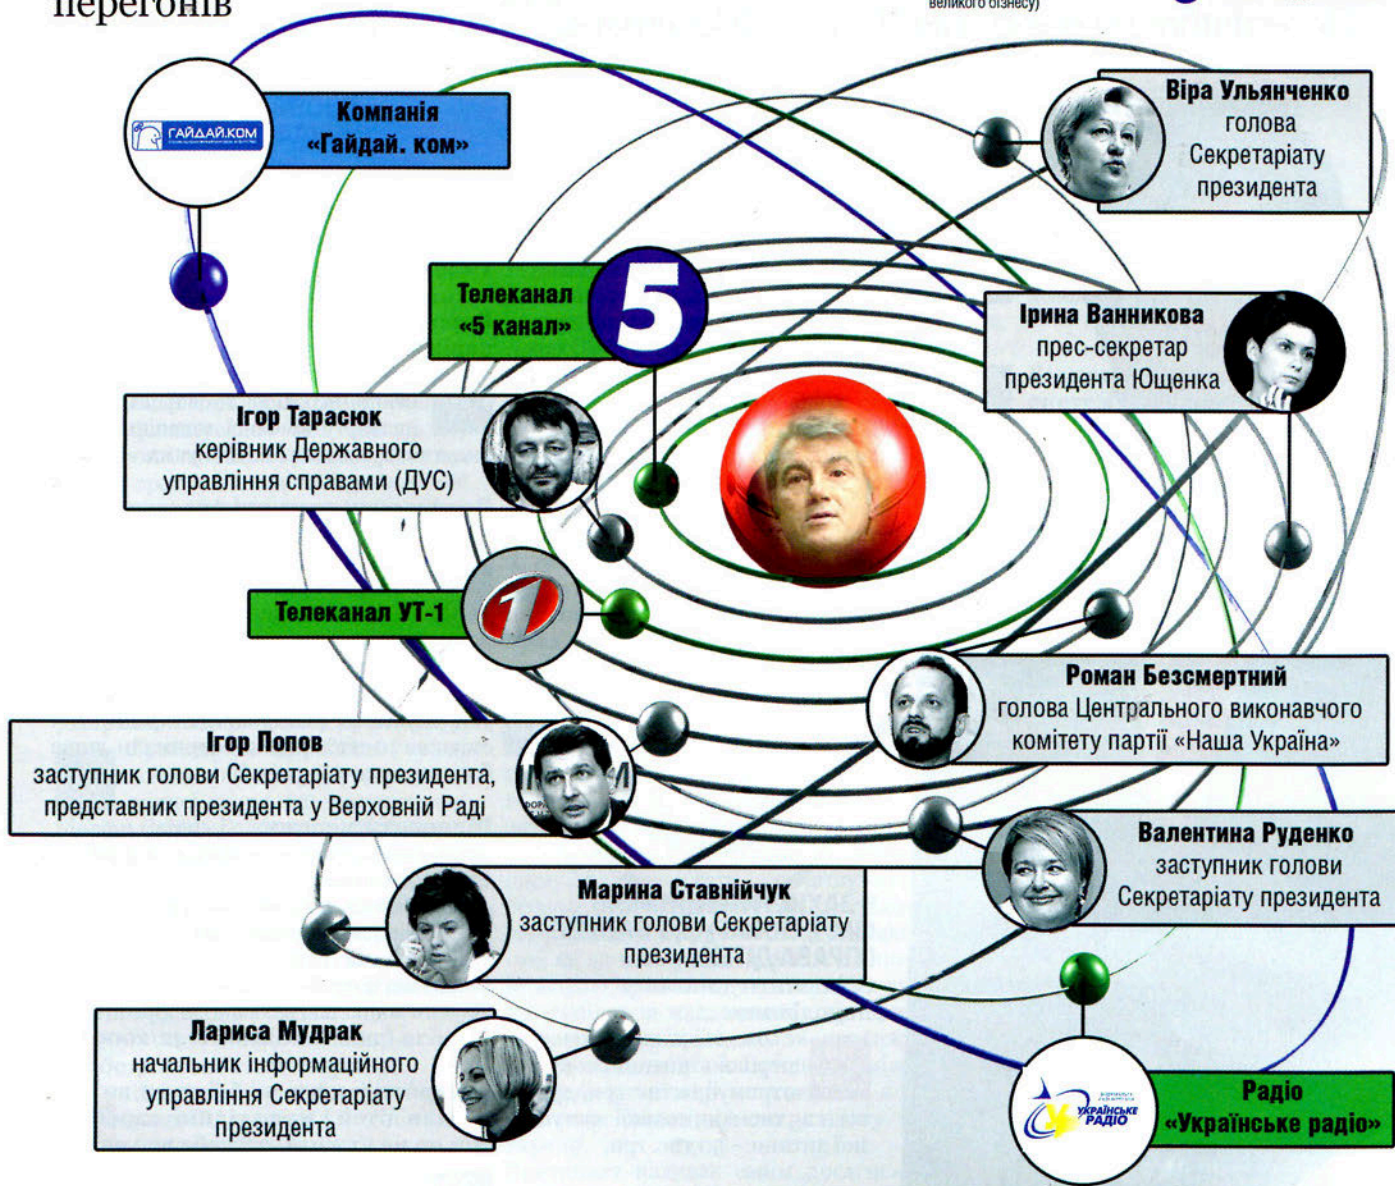 перегонів
великого бізнесу)
ГАЙДАЙ.КОМ
Компанія
«Гайдай. ком»
Віра Ульянченко
голова
Секретаріату
президента
Телеканал
«5 канал»
5
Ірина Ванникова
прес-секретар
президента Ющенка
Ігор Тарасюк
керівник Державного
управління справами (ДУС)
Телеканал УТ-1
1
Роман Безсмертний
голова Центрального виконавчого
комітету партії «Наша Україна»
Ігор Попов
заступник голови Секретаріату президента,
представник президента у Верховній Раді
Валентина Руденко
заступник голови
Секретаріату президента
Марина Ставнійчук
заступник голови Секретаріату
президента
Лариса Мудрак
начальник інформаційного
управління Секретаріату
президента
УКРАЇНСЬКЕ
РАДІО
Радіо
«Українське радіо»